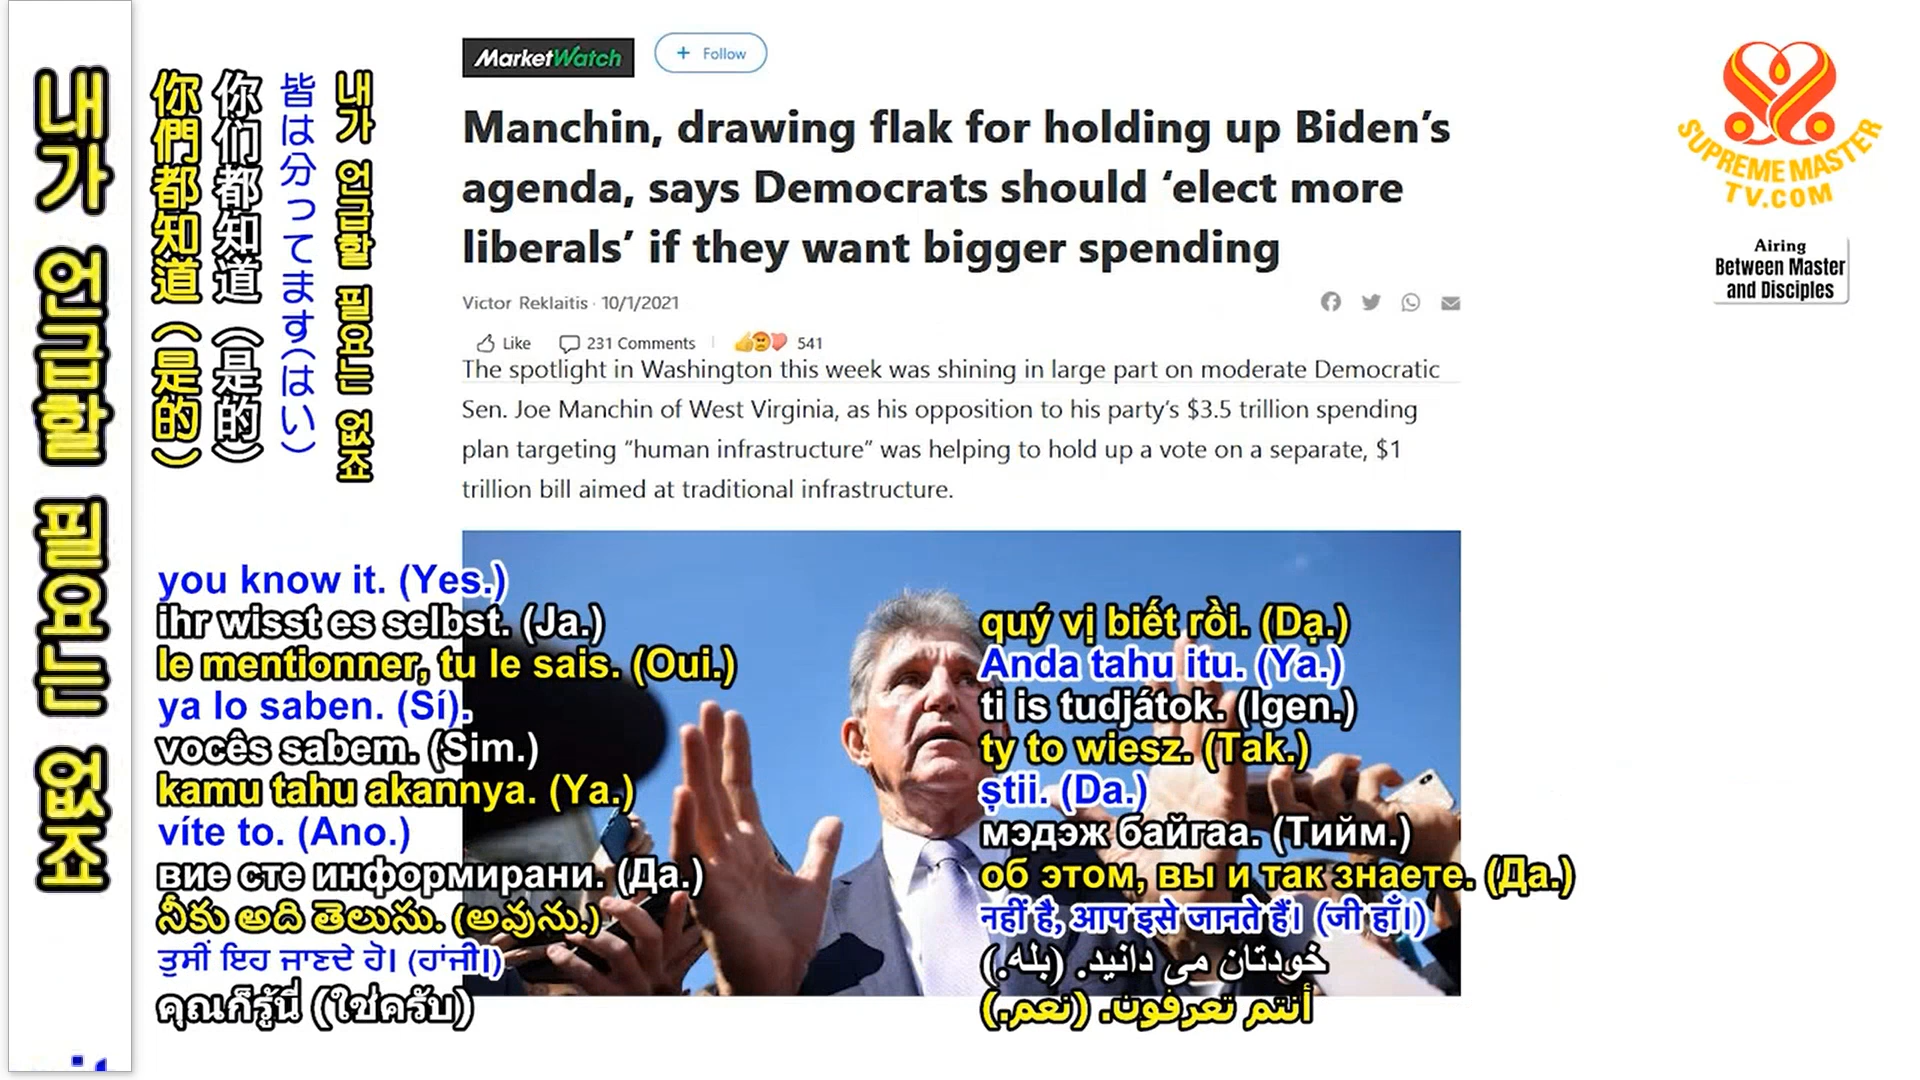 내가 언급할 필요는 없죠
你們都知道（是的）
你们都知道（是的）
皆は分ってます(はい)
내가 언급할 필요는 없죠
MarketWatch
+ Follow
Manchin, drawing flak for holding up Biden’s
agenda, says Democrats should ‘elect more
liberals’ if they want bigger spending
Victor Reklaitis · 10/1/2021
Like 231 Comments 541
The spotlight in Washington this week was shining in large part on moderate Democratic
Sen. Joe Manchin of West Virginia, as his opposition to his party’s $3.5 trillion spending
plan targeting “human infrastructure” was helping to hold up a vote on a separate, $1
trillion bill aimed at traditional infrastructure.
SUPREME MASTER
TV.COM
Airing
Between Master
and Disciples
you know it. (Yes.)
ihr wisst es selbst. (Ja.)
le mentionner, tu le sais. (Oui.)
ya lo saben. (Sí).
vocês sabem. (Sim.)
kamu tahu akannya. (Ya.)
víte to. (Ano.)
вие сте информирани. (Да.)
నీకు అది తెలుసు. (అవును.)
ਤੁਸੀਂ ਇਹ ਜਾਣਦੇ ਹੋ। (ਹਾਂਜੀ।)
คุณก็รู้นี่ (ใช่ครับ)
quý vị biết rồi. (Dạ.)
Anda tahu itu. (Ya.)
ti is tudjátok. (Igen.)
ty to wiesz. (Tak.)
știi. (Da.)
мэдэж байгаа. (Тийм.)
об этом, вы и так знаете. (Да.)
नहीं है, आप इसे जानते हैं। (जी हाँ।)
خودتان می دانید. (بله.)
أنتم تعرفون. (نعم.)